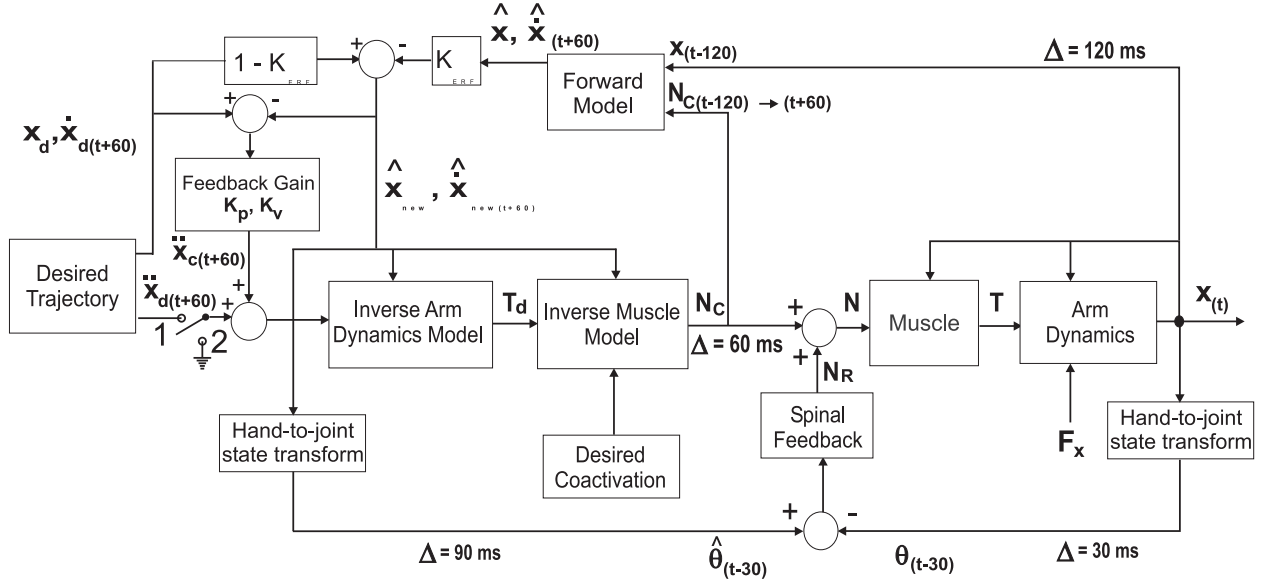 x̂, x̂̇ (t+60)
x(t-120)
Δ = 120 ms
+ -
1 - K ERF
K ERF
Forward
Model
NC(t-120) → (t+60)
+ -
xd, ẋd(t+60)
Feedback Gain
Kp, Kv
x̂ new , x̂̇ new (t+60)
ẍc(t+60)
Desired
Trajectory
ẍd(t+60)
+
+
1
2
Inverse Arm
Dynamics Model
Td
Inverse Muscle
Model
NC
Δ = 60 ms
+
+
N
Muscle
T
Arm
Dynamics
x(t)
NR
Hand-to-joint
state transform
Desired
Coactivation
Spinal
Feedback
Fx
Hand-to-joint
state transform
+ -
Δ = 90 ms
θ̂(t-30)
θ(t-30)
Δ = 30 ms